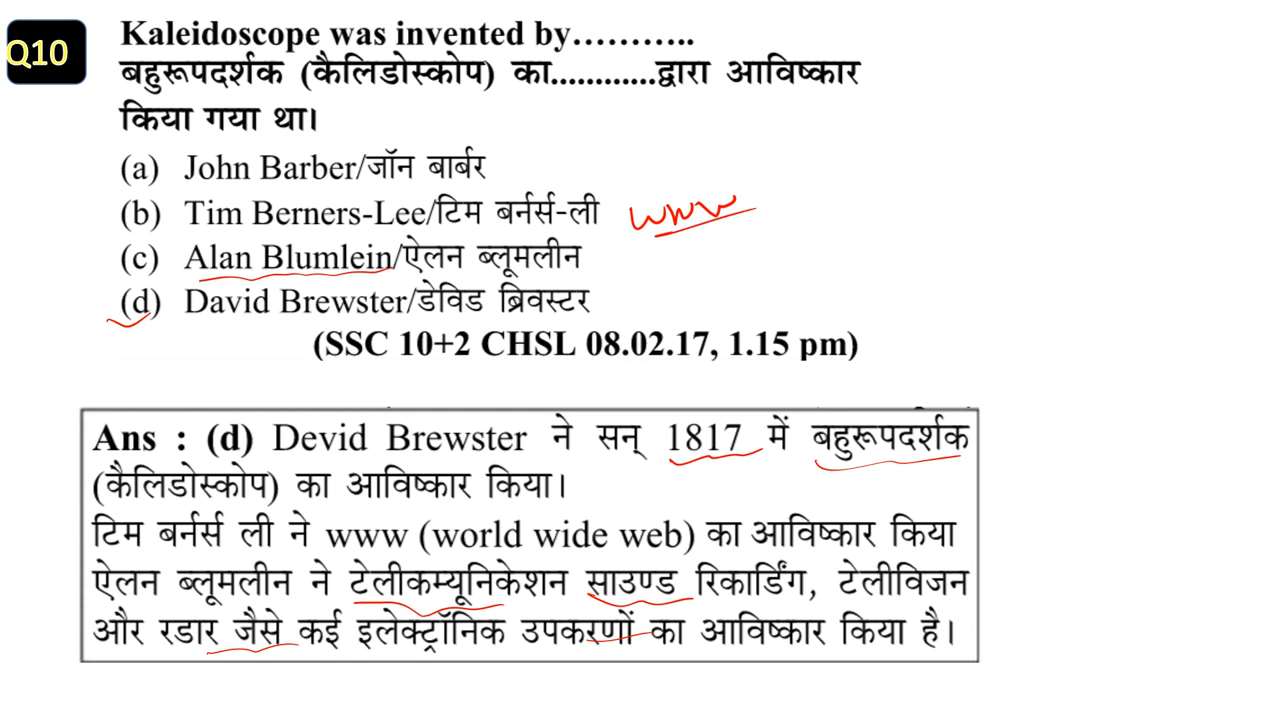 Q10
Kaleidoscope was invented by………..
बहुरूपदर्शक (कैलिडोस्कोप) का............द्वारा आविष्कार
किया गया था।
(a) John Barber/जॉन बार्बर
(b) Tim Berners-Lee/टिम बर्नर्स-ली www
(c) Alan Blumlein/ऐलन ब्लूमलीन
(d) David Brewster/डेविड ब्रिवस्टर
(SSC 10+2 CHSL 08.02.17, 1.15 pm)
Ans : (d) Devid Brewster ने सन् 1817 में बहुरूपदर्शक
(कैलिडोस्कोप) का आविष्कार किया।
टिम बर्नर्स ली ने www (world wide web) का आविष्कार किया
ऐलन ब्लूमलीन ने टेलीकम्यूनिकेशन साउण्ड रिकार्डिंग, टेलीविजन
और रडार जैसे कई इलेक्ट्रॉनिक उपकरणों का आविष्कार किया है।